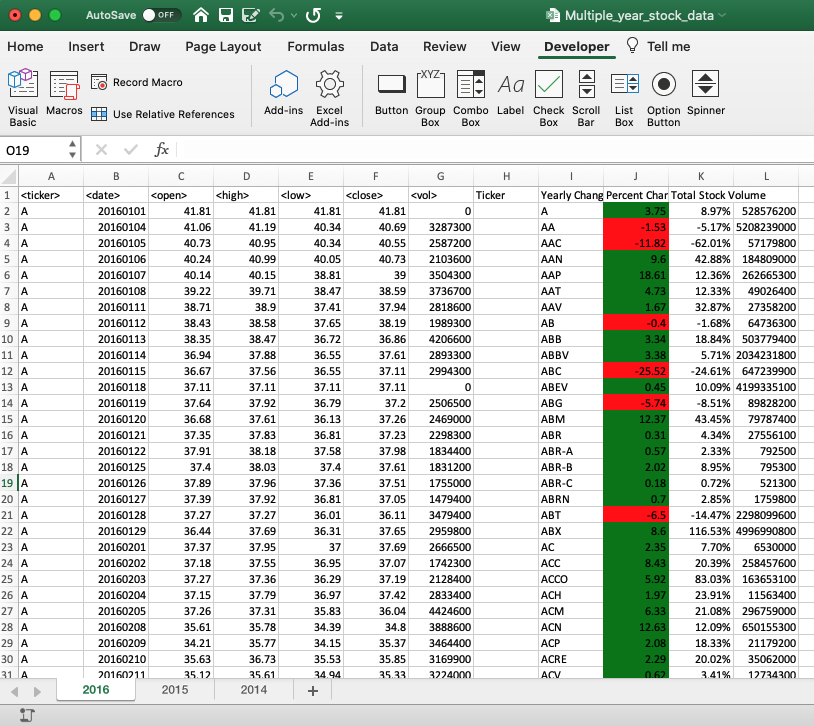 AutoSave OFF Multiple_year_stock_data
Home Insert Draw Page Layout Formulas Data Review View Developer Tell me
Visual Basic Macros Record Macro Use Relative References Add-ins Excel Add-ins Button Group Box Combo Box Label Check Box Scroll Bar List Box Option Button Spinner
XYZ Aa
O19 fx
A B C D E F G H I J K L
1 <ticker> <date> <open> <high> <low> <close> <vol> Ticker Yearly Chang Percent Char Total Stock Volume
2 A 20160101 41.81 41.81 41.81 41.81 0 A 3.75 8.97% 528576200
3 A 20160104 41.06 41.19 40.34 40.69 3287300 AA -1.53 -5.17% 5208239000
4 A 20160105 40.73 40.95 40.34 40.55 2587200 AAC -11.82 -62.01% 57179800
5 A 20160106 40.24 40.99 40.05 40.73 2103600 AAN 9.6 42.88% 184809000
6 A 20160107 40.14 40.15 38.81 39 3504300 AAP 18.61 12.36% 262665300
7 A 20160108 39.22 39.71 38.47 38.59 3736700 AAT 4.73 12.33% 49026400
8 A 20160111 38.71 38.9 37.41 37.94 2818600 AAV 1.67 32.87% 27358200
9 A 20160112 38.43 38.58 37.65 38.19 1989300 AB -0.4 -1.68% 64736300
10 A 20160113 38.35 38.47 36.72 36.86 4206600 ABB 3.34 18.84% 503779400
11 A 20160114 36.94 37.88 36.55 37.61 2893300 ABBV 3.38 5.71% 2034231800
12 A 20160115 36.67 37.56 36.55 37.11 2994300 ABC -25.52 -24.61% 647239900
13 A 20160118 37.11 37.11 37.11 37.11 0 ABEV 0.45 10.09% 4199335100
14 A 20160119 37.64 37.92 36.79 37.2 2506500 ABG -5.74 -8.51% 89828200
15 A 20160120 36.68 37.61 36.13 37.26 2469000 ABM 12.37 43.45% 79787400
16 A 20160121 37.35 37.83 36.81 37.23 2298300 ABR 0.31 4.34% 27556100
17 A 20160122 37.91 38.18 37.58 37.98 1834400 ABR-A 0.57 2.33% 792500
18 A 20160125 37.4 38.03 37.4 37.61 1831200 ABR-B 2.02 8.95% 795300
19 A 20160126 37.89 37.96 37.36 37.51 1755000 ABR-C 0.18 0.72% 521300
20 A 20160127 37.39 37.92 36.81 37.05 1479400 ABRN 0.7 2.85% 1759800
21 A 20160128 37.27 37.27 36.01 36.11 3479400 ABT -6.5 -14.47% 2298099600
22 A 20160129 36.44 37.69 36.31 37.65 2959800 ABX 8.6 116.53% 4996990800
23 A 20160201 37.37 37.95 37 37.69 2666500 AC 2.35 7.70% 6530000
24 A 20160202 37.18 37.55 36.95 37.07 1742300 ACC 8.43 20.39% 258457600
25 A 20160203 37.27 37.36 36.29 37.19 2128400 ACCO 5.92 83.03% 163653100
26 A 20160204 37.15 37.79 36.97 37.42 2833400 ACH 1.97 23.91% 11563400
27 A 20160205 37.26 37.31 35.83 36.04 4424600 ACM 6.33 21.08% 296759000
28 A 20160208 35.61 35.78 34.39 34.8 3888600 ACN 12.63 12.09% 650155300
29 A 20160209 34.21 35.77 34.15 35.37 3464400 ACP 2.08 18.33% 21179200
30 A 20160210 35.63 36.73 35.53 35.85 3169900 ACRE 2.29 20.02% 35062000
31 A 20160211 35.12 35.61 34.94 35.33 3224000 ACV 0.62 3.41% 12734300
2016 2015 2014 +